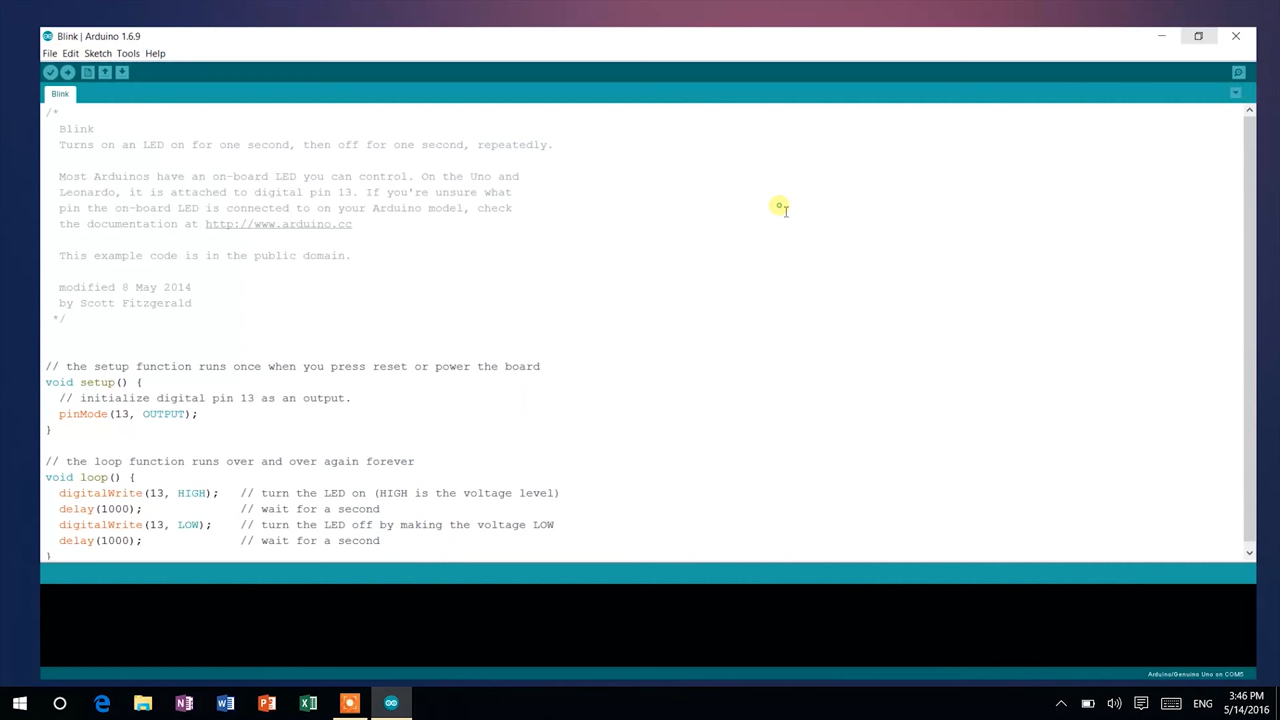 Blink | Arduino 1.6.9
File Edit Sketch Tools Help
Blink
/*
Blink
Turns on an LED on for one second, then off for one second, repeatedly.
Most Arduinos have an on-board LED you can control. On the Uno and
Leonardo, it is attached to digital pin 13. If you're unsure what
pin the on-board LED is connected to on your Arduino model, check
the documentation at http://www.arduino.cc
This example code is in the public domain.
modified 8 May 2014
by Scott Fitzgerald
*/
// the setup function runs once when you press reset or power the board
void setup() {
// initialize digital pin 13 as an output.
pinMode(13, OUTPUT);
}
// the loop function runs over and over again forever
void loop() {
digitalWrite(13, HIGH);   // turn the LED on (HIGH is the voltage level)
delay(1000);              // wait for a second
digitalWrite(13, LOW);    // turn the LED off by making the voltage LOW
delay(1000);              // wait for a second
}
Arduino/Genuino Uno on COM5
ENG
3:46 PM
5/14/2016